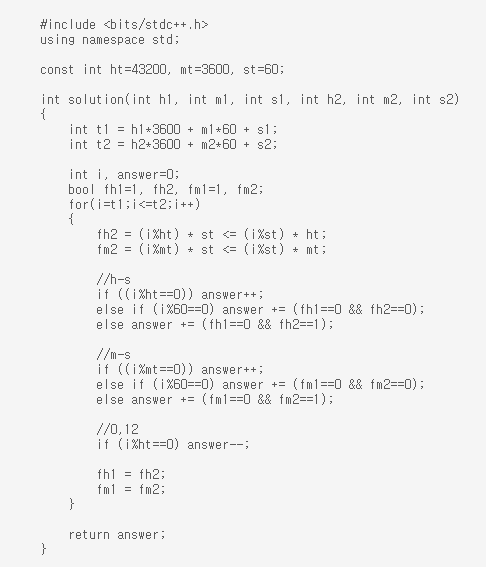 #include <bits/stdc++.h>
using namespace std;

const int ht=43200, mt=3600, st=60;

int solution(int h1, int m1, int s1, int h2, int m2, int s2)
{
    int t1 = h1*3600 + m1*60 + s1;
    int t2 = h2*3600 + m2*60 + s2;

    int i, answer=0;
    bool fh1=1, fh2, fm1=1, fm2;
    for(i=t1;i<=t2;i++)
    {
        fh2 = (i%ht) * st <= (i%st) * ht;
        fm2 = (i%mt) * st <= (i%st) * mt;

        //h-s
        if ((i%ht==0)) answer++;
        else if (i%60==0) answer += (fh1==0 && fh2==0);
        else answer += (fh1==0 && fh2==1);

        //m-s
        if ((i%mt==0)) answer++;
        else if (i%60==0) answer += (fm1==0 && fm2==0);
        else answer += (fm1==0 && fm2==1);

        //0,12
        if (i%ht==0) answer--;

        fh1 = fh2;
        fm1 = fm2;
    }

    return answer;
}